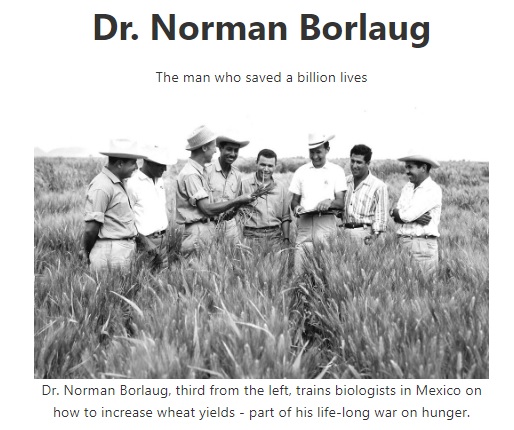 Dr. Norman Borlaug
The man who saved a billion lives
Dr. Norman Borlaug, third from the left, trains biologists in Mexico on
how to increase wheat yields - part of his life-long war on hunger.